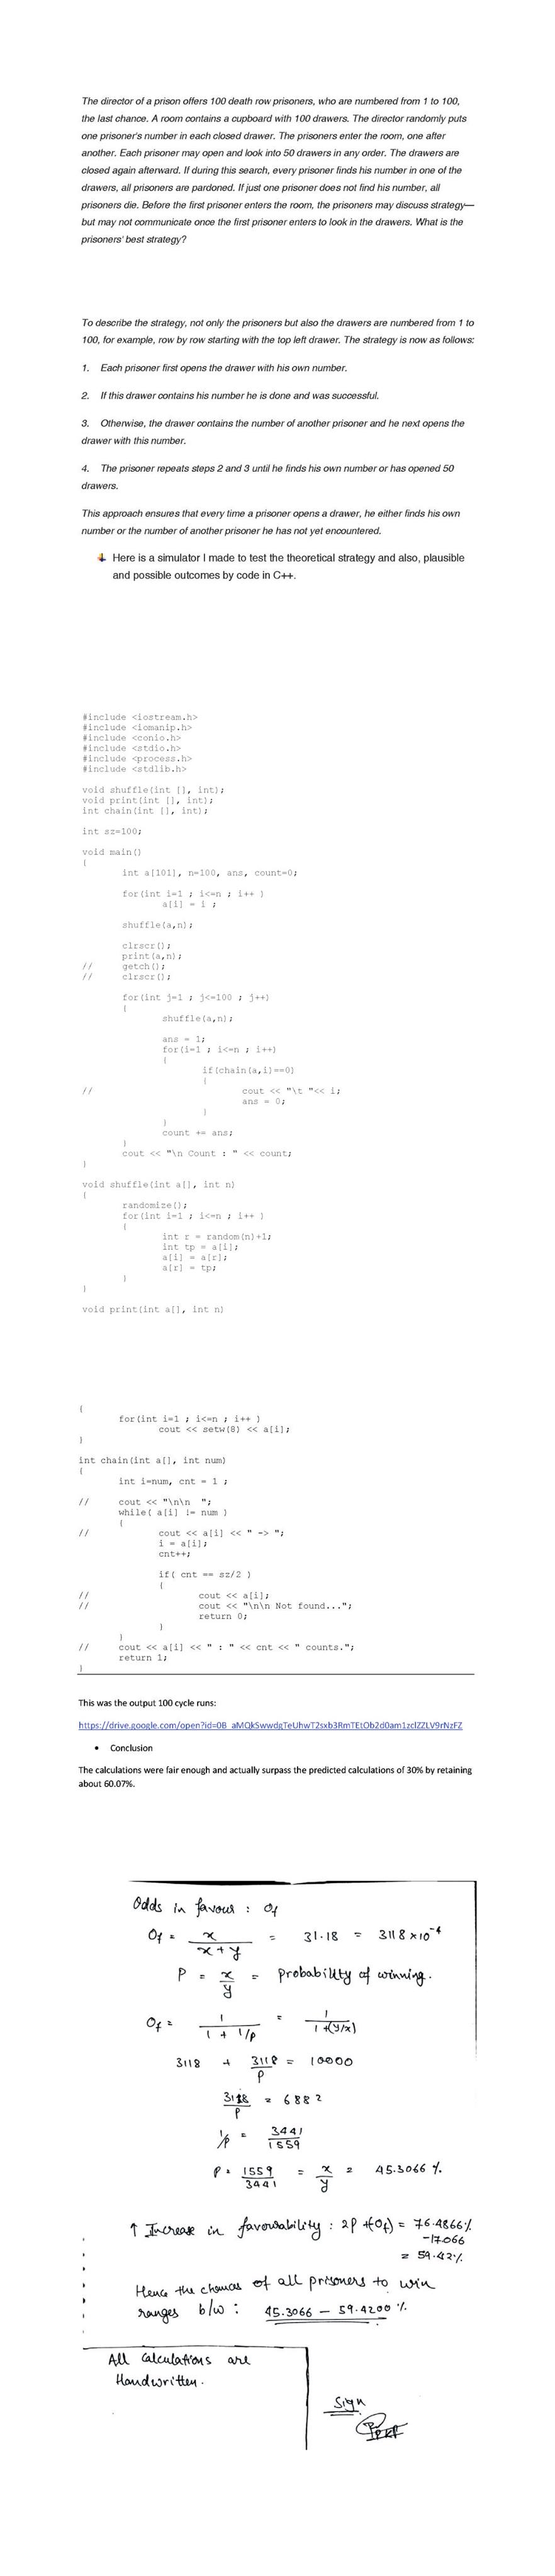 The director of a prison offers 100 death row prisoners, who are numbered from 1 to 100,
the last chance. A room contains a cupboard with 100 drawers. The director randomly puts
one prisoner's number in each closed drawer. The prisoners enter the room, one after
another. Each prisoner may open and look into 50 drawers in any order. The drawers are
closed again afterward. If during this search, every prisoner finds his number in one of the
drawers, all prisoners are pardoned. If just one prisoner does not find his number, all
prisoners die. Before the first prisoner enters the room, the prisoners may discuss strategy—
but may not communicate once the first prisoner enters to look in the drawers. What is the
prisoners' best strategy?
To describe the strategy, not only the prisoners but also the drawers are numbered from 1 to
100, for example, row by row starting with the top left drawer. The strategy is now as follows:
1. Each prisoner first opens the drawer with his own number.
2. If this drawer contains his number he is done and was successful.
3. Otherwise, the drawer contains the number of another prisoner and he next opens the
drawer with this number.
4. The prisoner repeats steps 2 and 3 until he finds his own number or has opened 50
drawers.
This approach ensures that every time a prisoner opens a drawer, he either finds his own
number or the number of another prisoner he has not yet encountered.
Here is a simulator I made to test the theoretical strategy and also, plausible
and possible outcomes by code in C++.
#include <iostream.h>
#include <iomanip.h>
#include <conio.h>
#include <stdio.h>
#include <process.h>
#include <stdlib.h>
void shuffle(int [], int);
void print(int [], int);
int chain(int [], int);
int sz=100;
void main()
{
int a[101], n=100, ans, count=0;
for(int i=1 ; i<=n ; i++ )
a[i] = i ;
shuffle(a,n);
clrscr();
print(a,n);
// getch();
// clrscr();
for(int j=1 ; j<=100 ; j++)
{
shuffle(a,n);
ans = 1;
for(i=1 ; i<=n ; i++)
{
if(chain(a,i)==0)
{
// cout << "\t "<< i;
ans = 0;
}
}
count += ans;
}
cout << "\n Count : " << count;
}
void shuffle(int a[], int n)
{
randomize();
for(int i=1 ; i<=n ; i++ )
{
int r = random(n)+1;
int tp = a[i];
a[i] = a[r];
a[r] = tp;
}
}
void print(int a[], int n)
{
for(int i=1 ; i<=n ; i++ )
cout << setw(8) << a[i];
}
int chain(int a[], int num)
{
int i=num, cnt = 1 ;
// cout << "\n\n ";
while( a[i] != num )
{
// cout << a[i] << " -> ";
i = a[i];
cnt++;
if( cnt == sz/2 )
{
// cout << a[i];
// cout << "\n\n Not found...";
return 0;
}
}
// cout << a[i] << " : " << cnt << " counts.";
return 1;
}
This was the output 100 cycle runs:
https://drive.google.com/open?id=0B_aMQkSwwdgTeUhwT2sxb3RmTEtOb2d0am1zclZZLV9rNzFZ
• Conclusion
The calculations were fair enough and actually surpass the predicted calculations of 30% by retaining
about 60.07%.
Odds in favour : Of
Of = x / x + y = 31.18 = 3118 x 10^-4
P = x / y = Probability of winning.
Of = 1 / 1 + 1/p = 1 / 1 + (y/x)
3118 + 3118 / P = 10000
3118 / P = 6882
1/p = 3441 / 1559
P = 1559 / 3441 = x / y = 45.3066 %
↑ Increase in favourability : 2P +(Of) = 76.4866%
-17.066
= 59.42%
Hence the chances of all prisoners to win
ranges b/w : 45.3066 — 59.4200 %
All Calculations are
Handwritten.
Sign